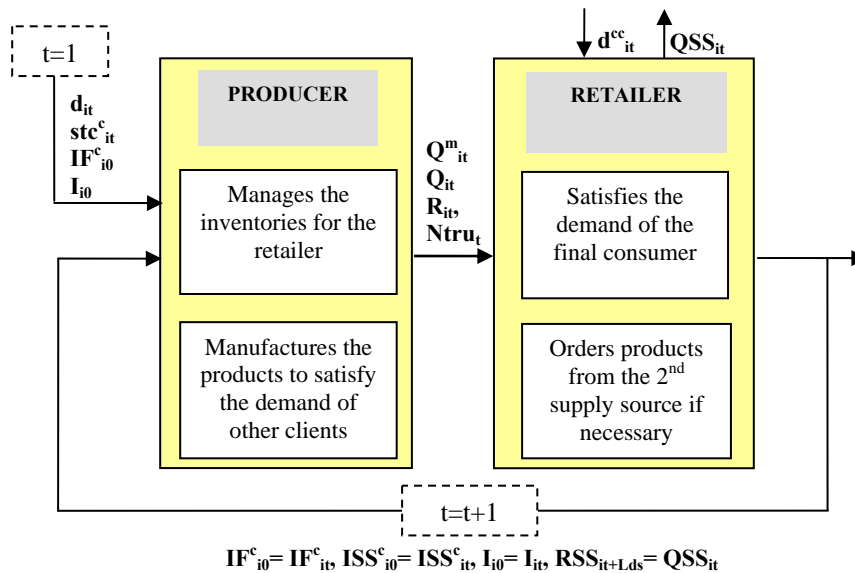 t=1
d_it
stc^c_it
IF^c_i0
I_i0
PRODUCER
Manages the
inventories for the
retailer
Manufactures the
products to satisfy
the demand of
other clients
Q^m_it
Q_it
R_it,
Ntru_t
d^cc_it
QSS_it
RETAILER
Satisfies the
demand of the
final consumer
Orders products
from the 2^nd
supply source if
necessary
t=t+1
IF^c_i0= IF^c_it, ISS^c_i0= ISS^c_it, I_i0= I_it, RSS_it+Lds= QSS_it